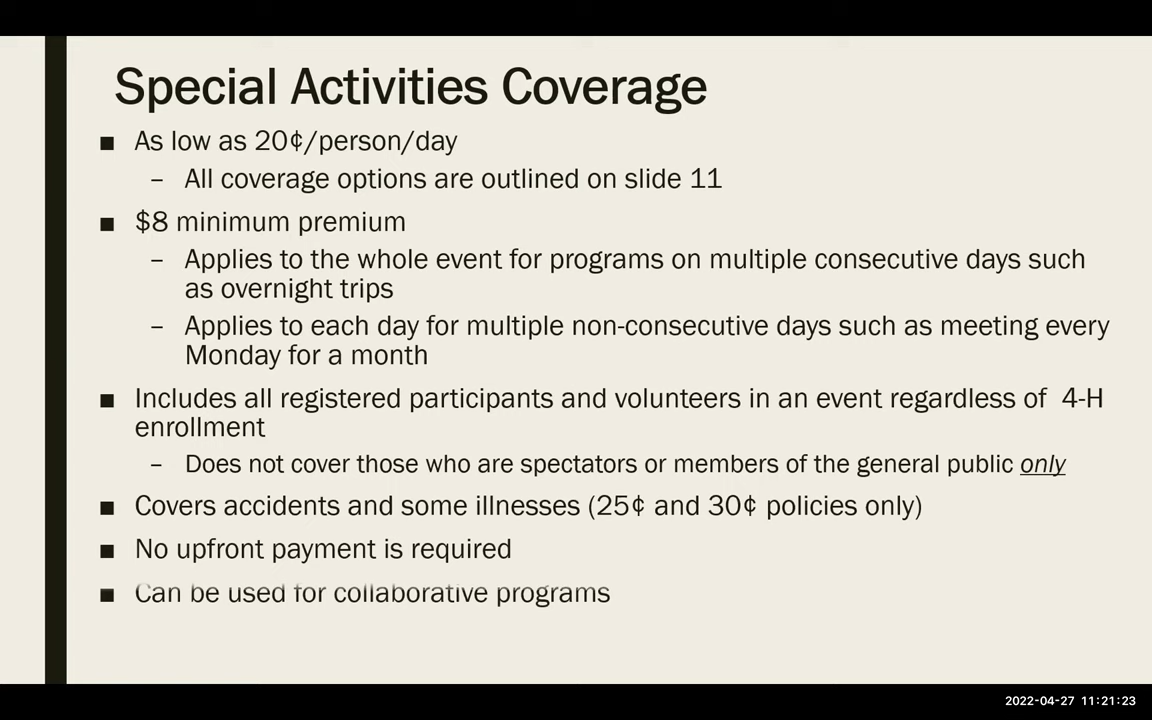 Special Activities Coverage
■ As low as 20¢/person/day
– All coverage options are outlined on slide 11
■ $8 minimum premium
– Applies to the whole event for programs on multiple consecutive days such
as overnight trips
– Applies to each day for multiple non-consecutive days such as meeting every
Monday for a month
■ Includes all registered participants and volunteers in an event regardless of 4-H
enrollment
– Does not cover those who are spectators or members of the general public only
■ Covers accidents and some illnesses (25¢ and 30¢ policies only)
■ No upfront payment is required
■ Can be used for collaborative programs
2022-04-27 11:21:23